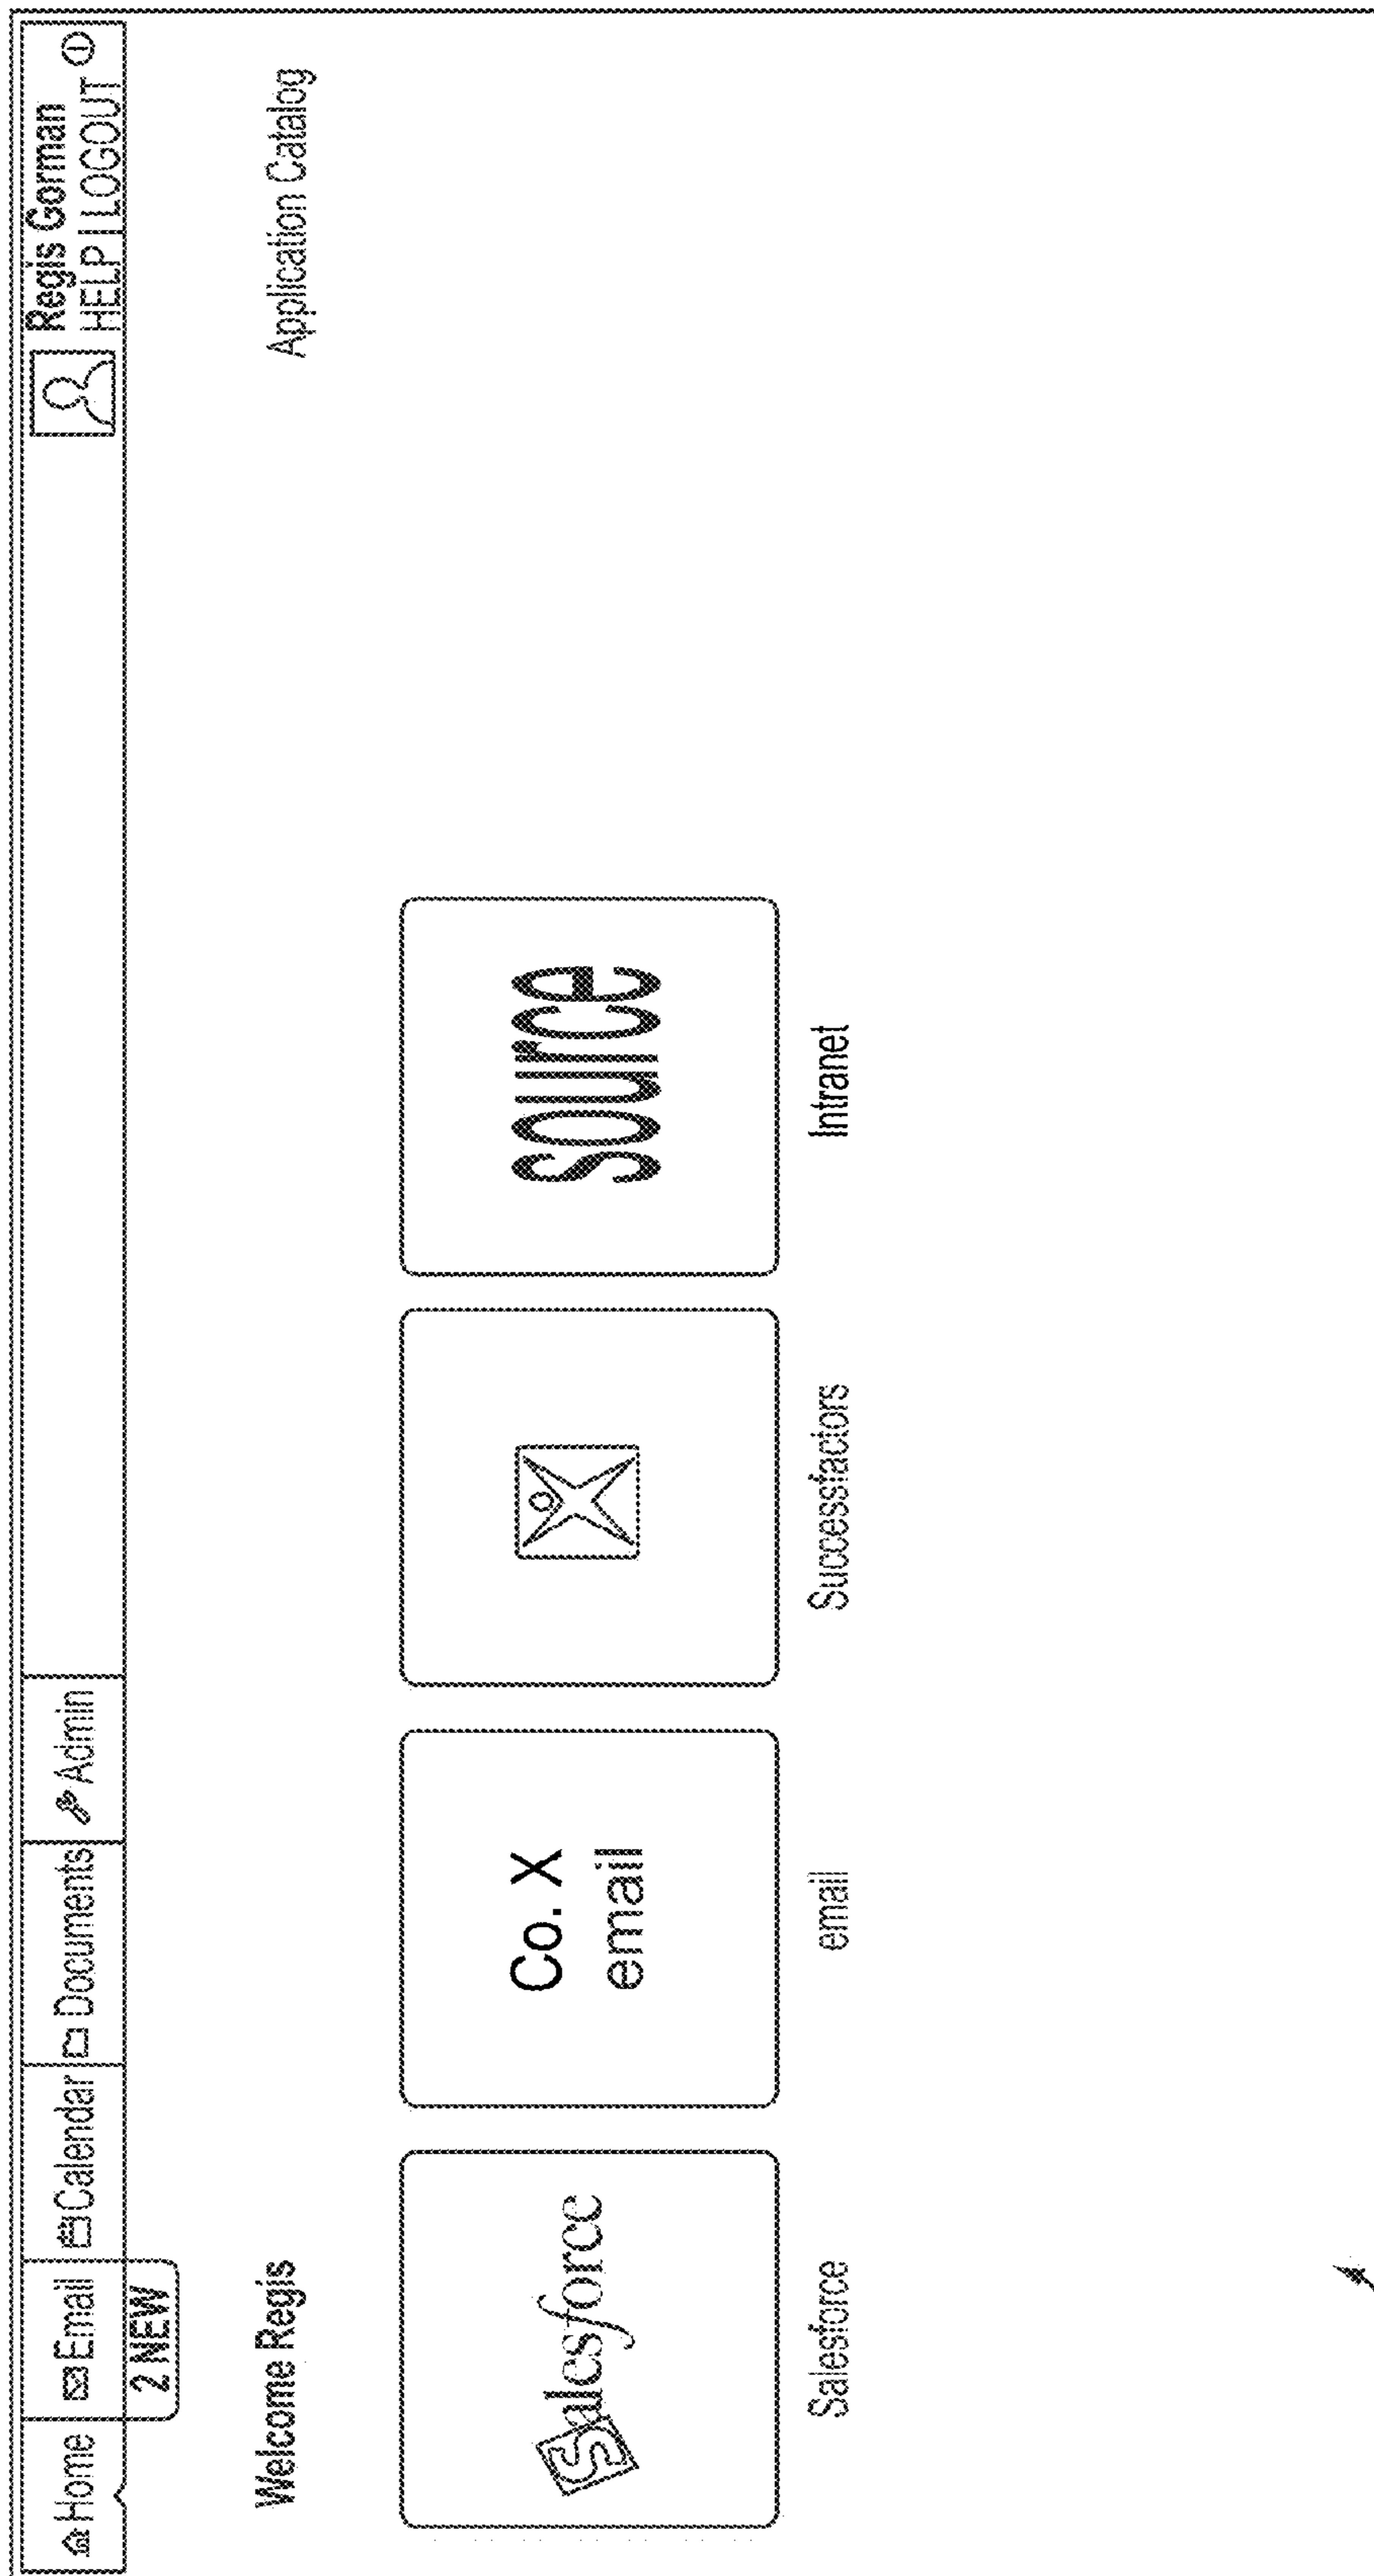 Home Email Calendar Documents Admin Regis Gorman
HELP | LOGOUT
2 NEW
Welcome Regis Application Catalog
Salesforce Co. X
email
source
Salesforce email Successfactors Intranet